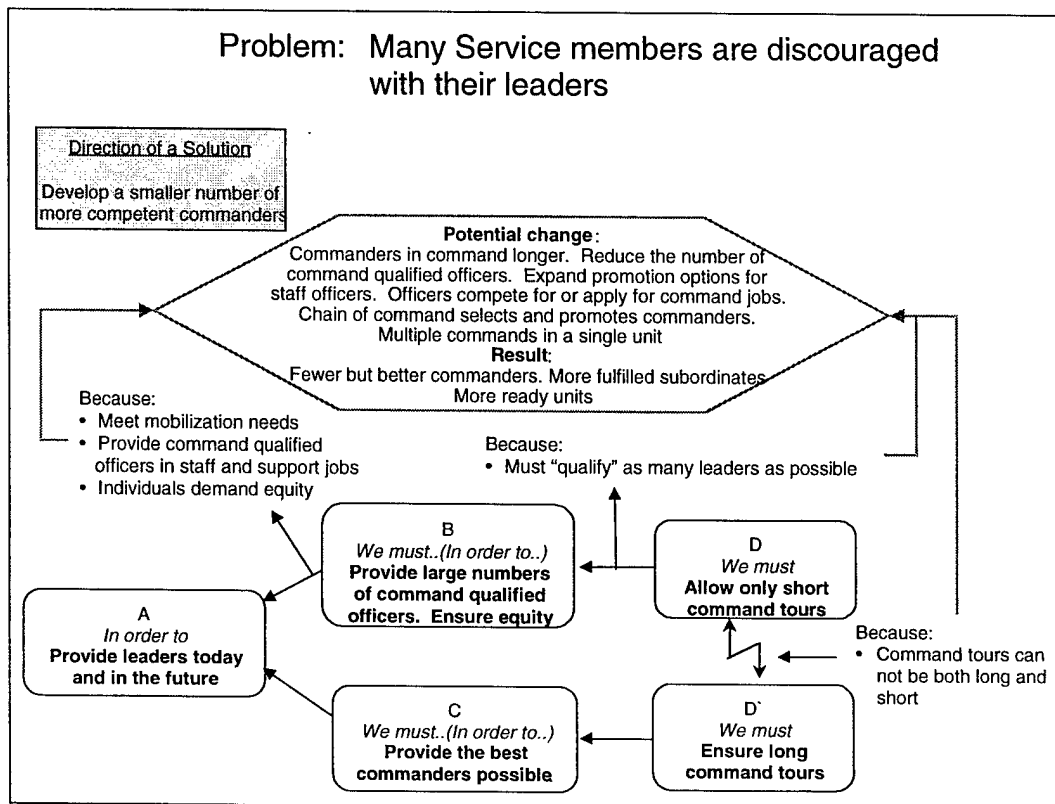 Problem: Many Service members are discouraged
with their leaders
Direction of a Solution
Develop a smaller number of
more competent commanders
Potential change:
Commanders in command longer. Reduce the number of
command qualified officers. Expand promotion options for
staff officers. Officers compete for or apply for command jobs.
Chain of command selects and promotes commanders.
Multiple commands in a single unit
Result:
Fewer but better commanders. More fulfilled subordinates
More ready units
Because:
• Meet mobilization needs
• Provide command qualified
officers in staff and support jobs
• Individuals demand equity
Because:
• Must “qualify” as many leaders as possible
B
We must..(In order to..)
Provide large numbers
of command qualified
officers. Ensure equity
D
We must
Allow only short
command tours
A
In order to
Provide leaders today
and in the future
Because:
• Command tours can
not be both long and
short
C
We must..(In order to..)
Provide the best
commanders possible
D`
We must
Ensure long
command tours